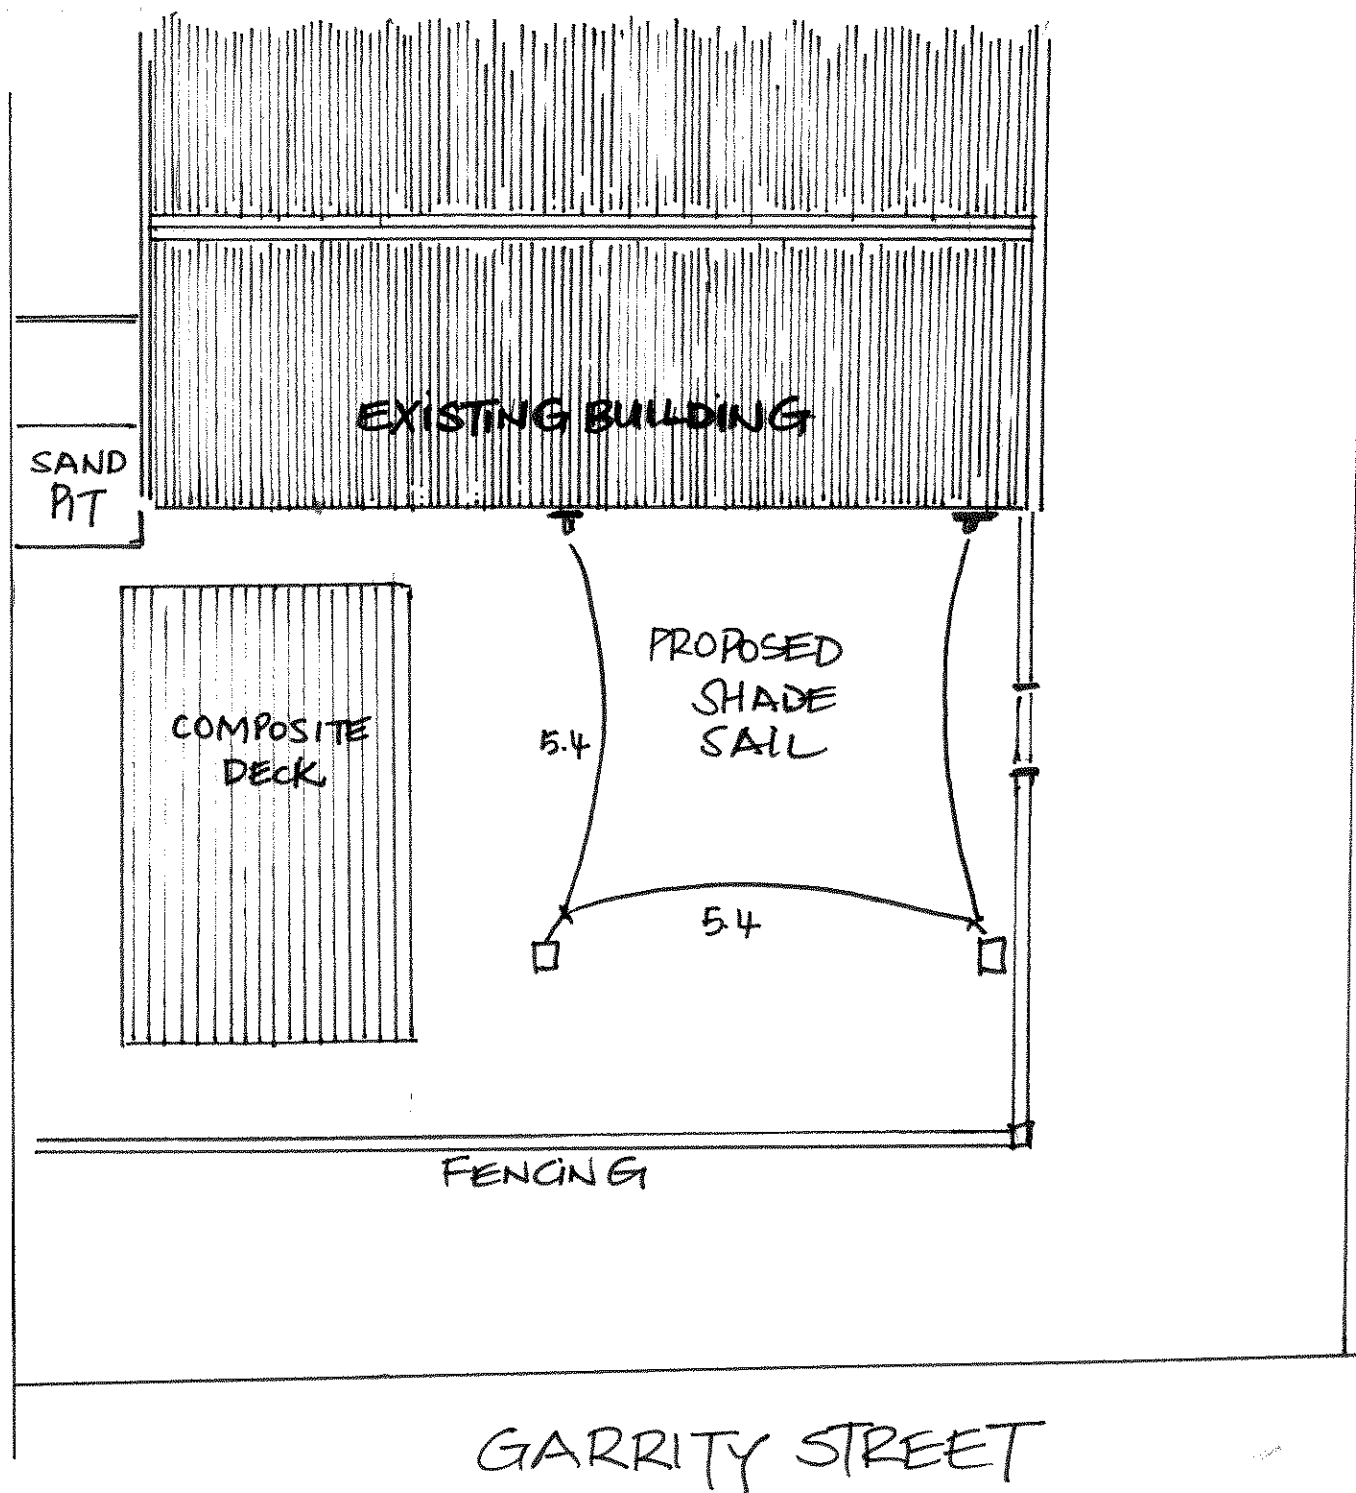 EXISTING BUILDING
SAND
PIT
PROPOSED
SHADE
SAIL
COMPOSITE
DECK
5.4
5.4
FENCING
GARRITY STREET